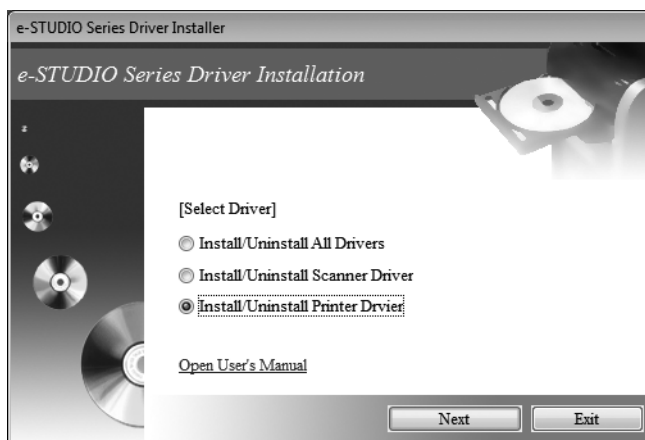 e-STUDIO Series Driver Installer
e-STUDIO Series Driver Installation
[Select Driver]
Install/Uninstall All Drivers
Install/Uninstall Scanner Driver
Install/Uninstall Printer Drvier
Open User's Manual
Next
Exit